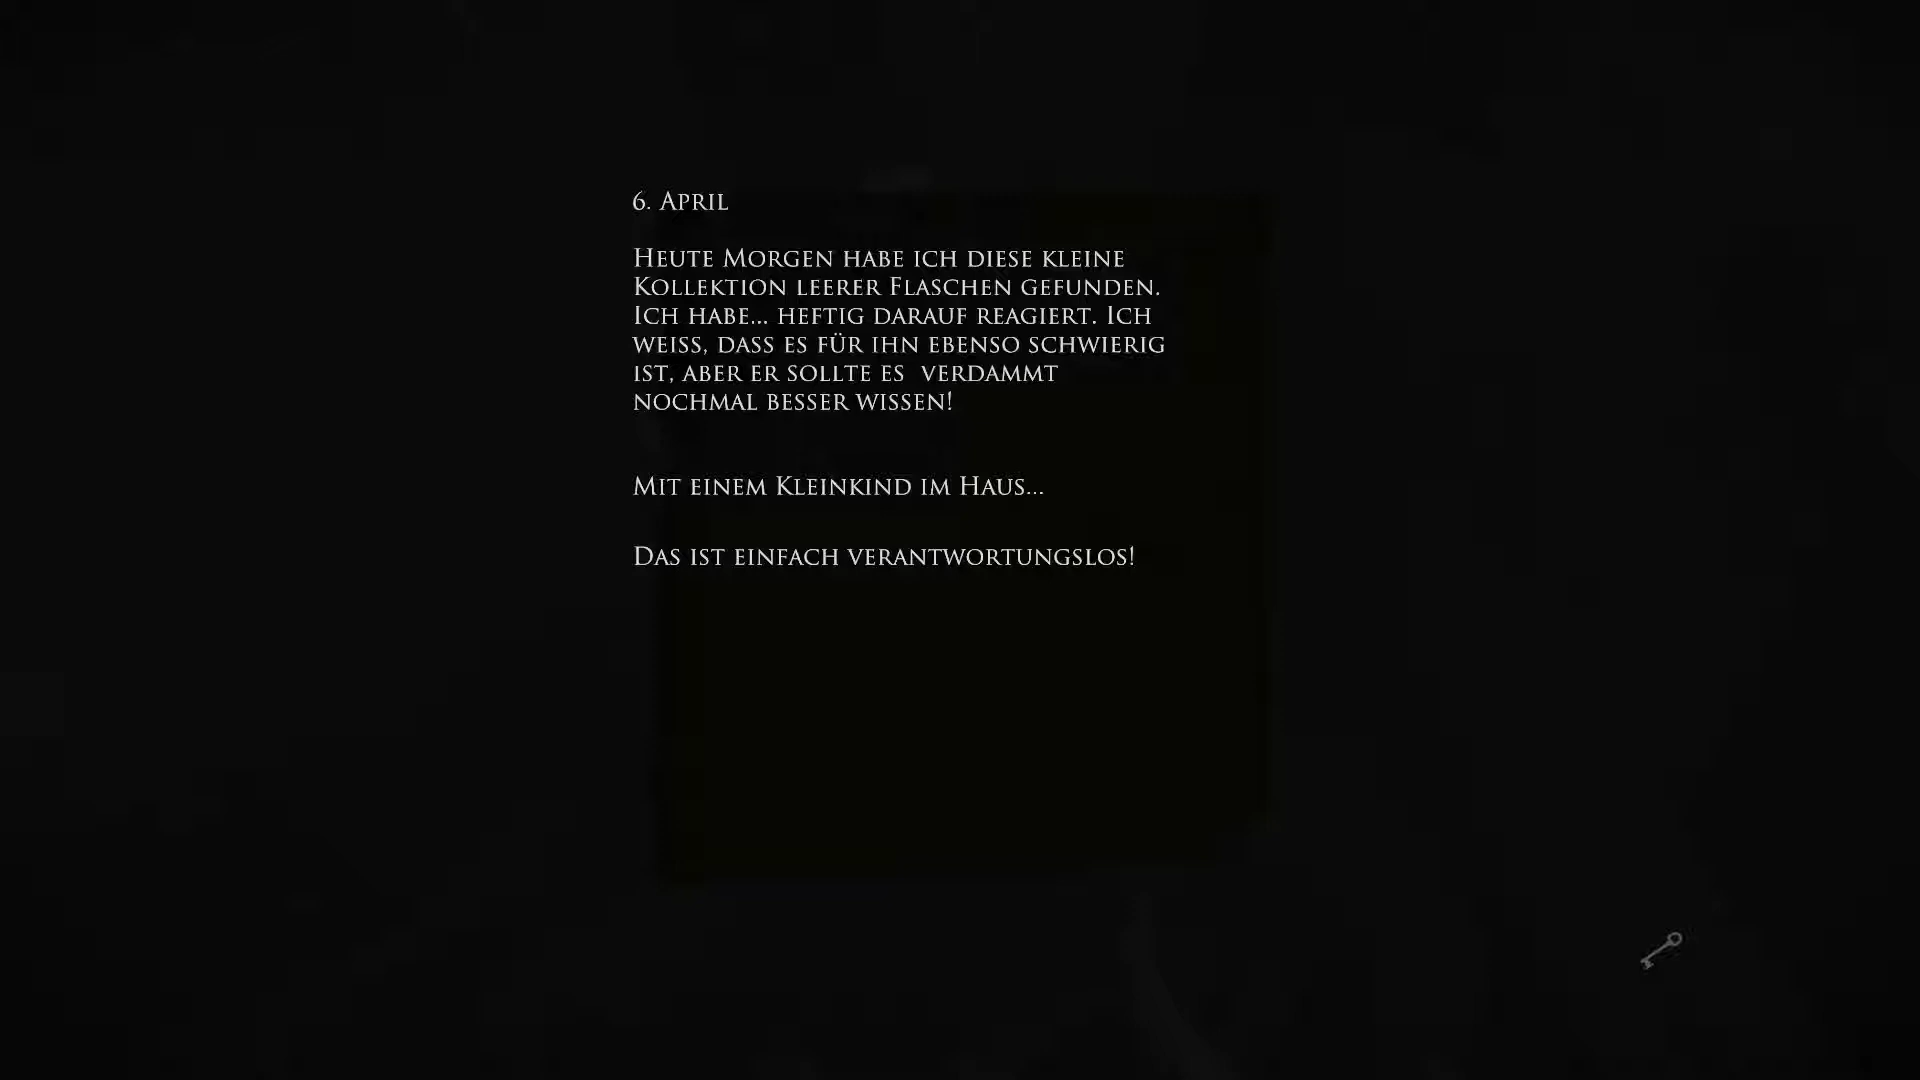 6. April
Heute Morgen habe ich diese kleine
Kollektion leerer Flaschen gefunden.
Ich habe... heftig darauf reagiert. Ich
weiss, dass es für ihn ebenso schwierig
ist, aber er sollte es  verdammt
nochmal besser wissen!
Mit einem Kleinkind im Haus...
Das ist einfach verantwortungslos!